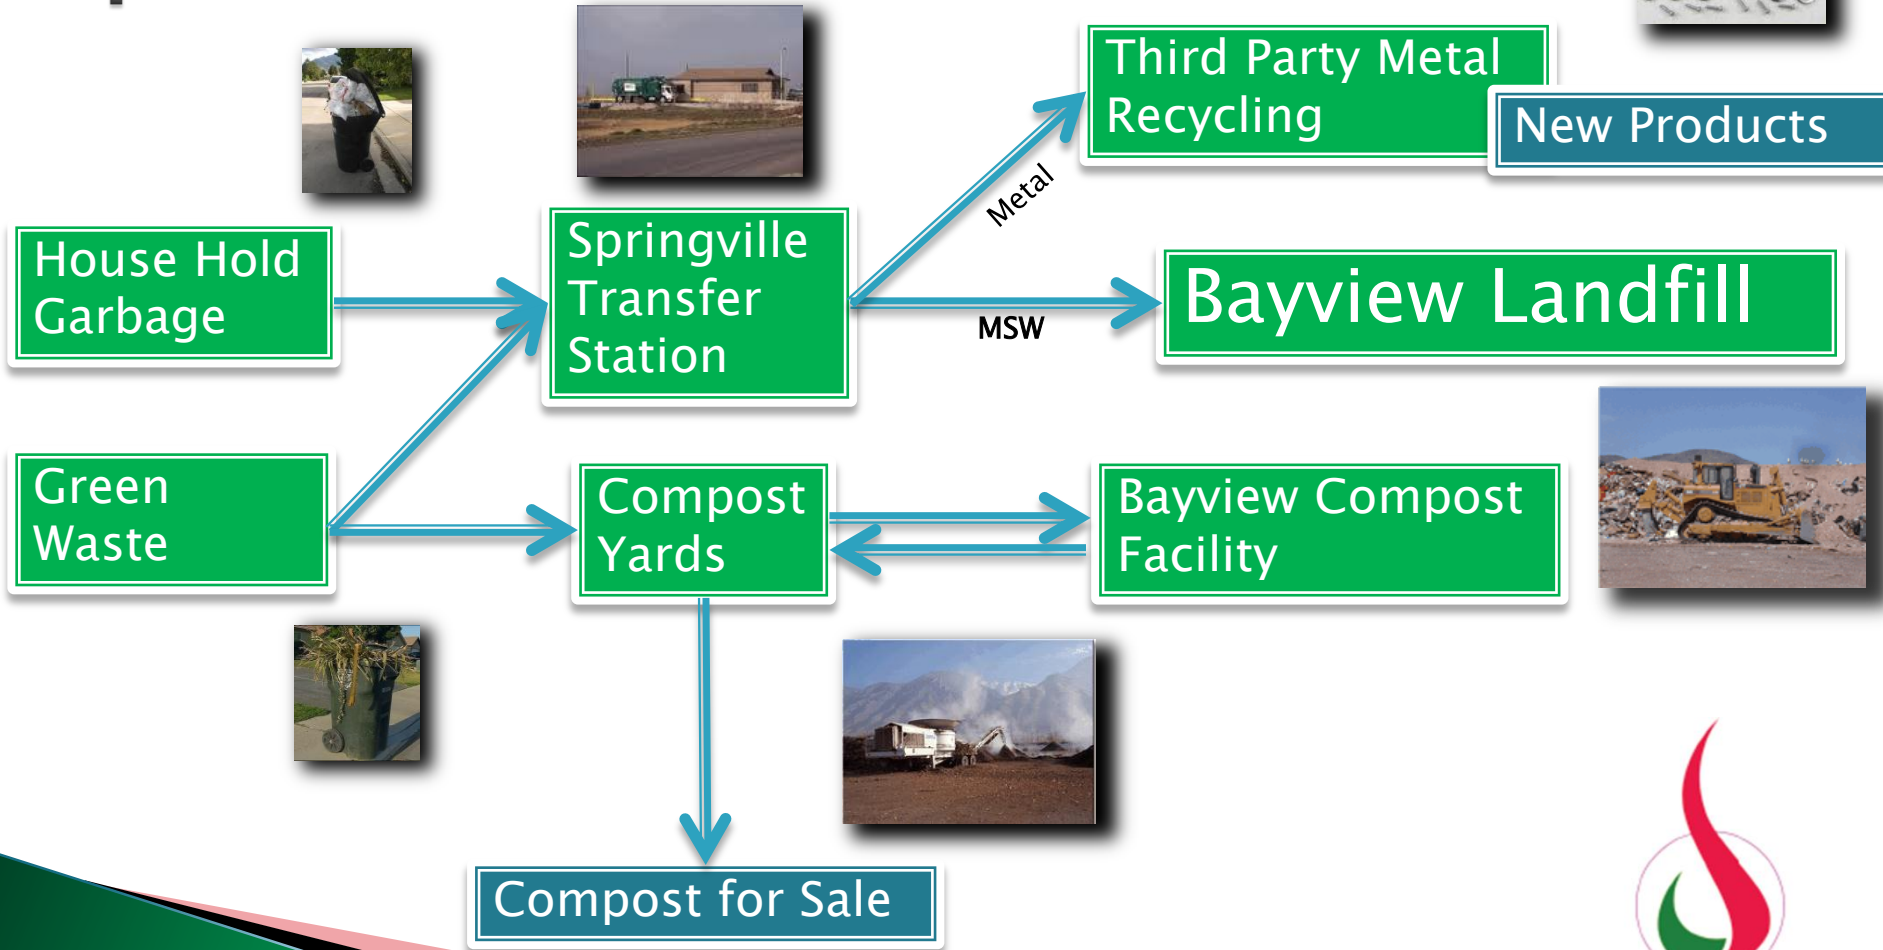 Third Party Metal
Recycling
New Products
Metal
House Hold
Garbage
Springville
Transfer
Station
MSW
Bayview Landfill
Green
Waste
Compost
Yards
Bayview Compost
Facility
Compost for Sale